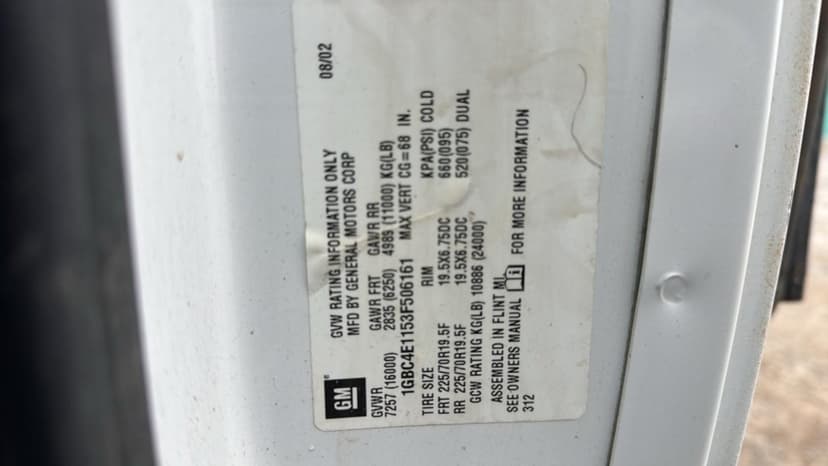 GVW RATING INFORMATION ONLY 08/02
MFD BY GENERAL MOTORS CORP
GM®
GVWR GAWR FRT GAWR RR
7257 (16000) 2835 (6250) 4989 (11000) KG(LB)
1GBC4E1153F506161 MAX VERT CG=68 IN.
TIRE SIZE RIM KPA(PSI) COLD
FRT 225/70R19.5F 19.5X6.75DC 660(095)
RR 225/70R19.5F 19.5X6.75DC 520(075) DUAL
GCW RATING KG(LB) 10886 (24000)
ASSEMBLED IN FLINT MI,
SEE OWNERS MANUAL FOR MORE INFORMATION
312